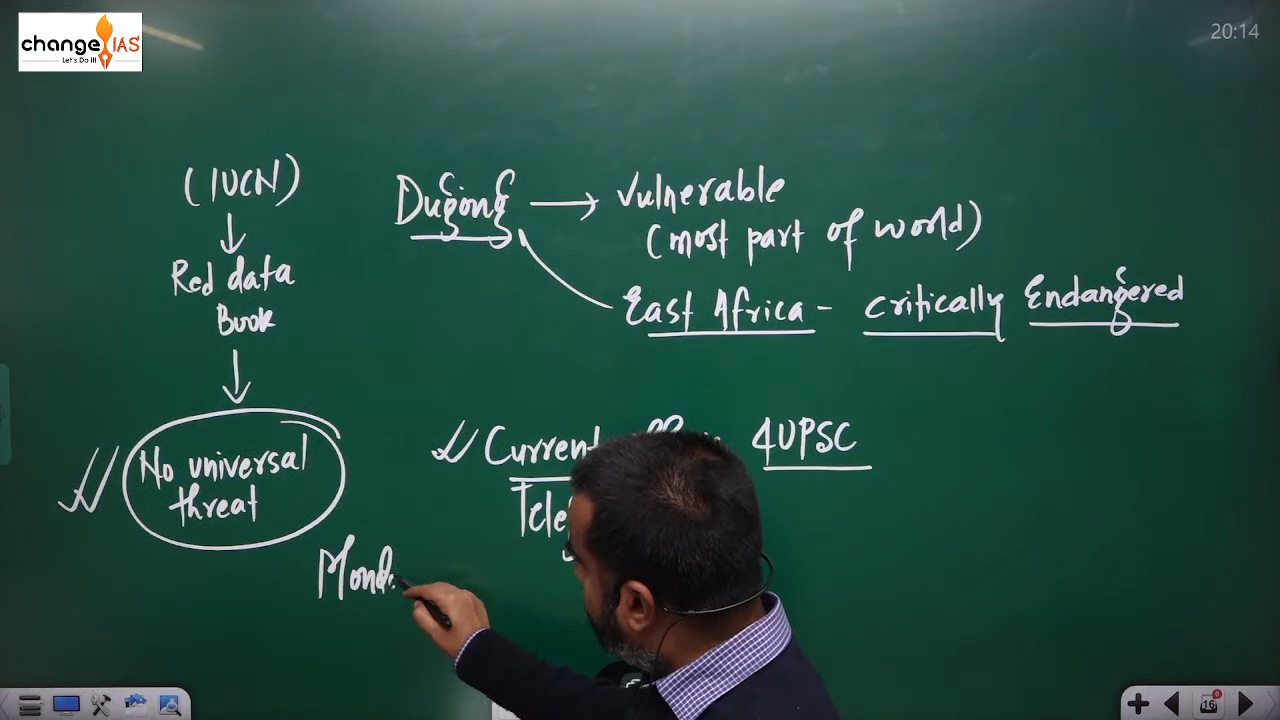 change IAS
Let's Do it!
20:14
(IUCN)
Red data
Book
No universal
threat
Dugong → Vulnerable
(most part of world)
East Africa - critically Endangered
Current
4UPSC
Tele
Mond
16